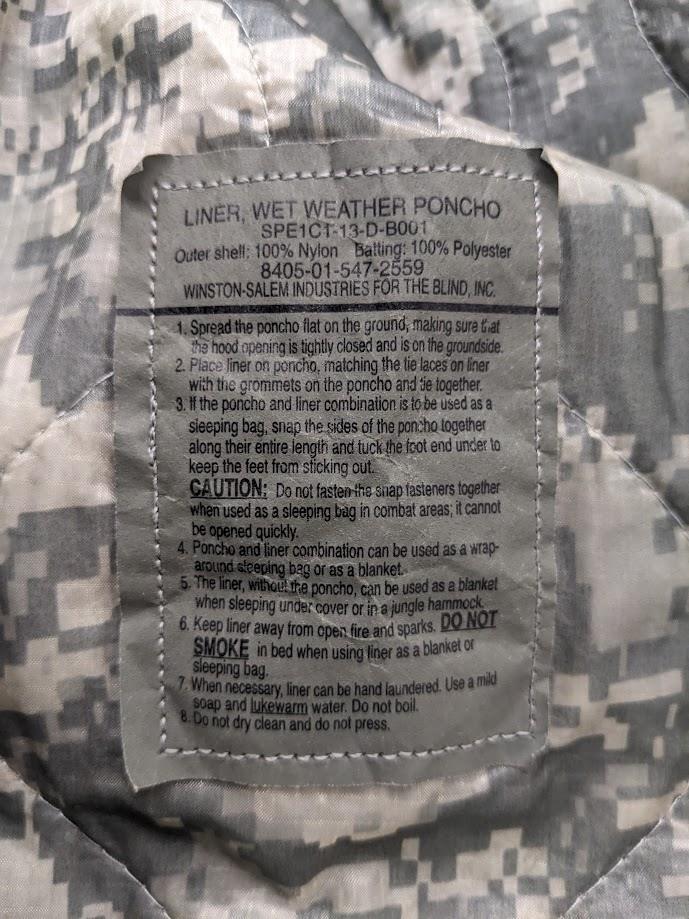 LINER, WET WEATHER PONCHO
SPE1CT-13-D-B001
Outer shell: 100% Nylon Batting: 100% Polyester
8405-01-547-2559
WINSTON-SALEM INDUSTRIES FOR THE BLIND, INC.
1. Spread the poncho flat on the ground, making sure that
the hood opening is tightly closed and is on the groundside.
2. Place liner on poncho, matching the tie laces on liner
with the grommets on the poncho and tie together.
3. If the poncho and liner combination is to be used as a
sleeping bag, snap the sides of the poncho together
along their entire length and tuck the foot end under to
keep the feet from sticking out.
CAUTION: Do not fasten the snap fasteners together
when used as a sleeping bag in combat areas; it cannot
be opened quickly.
4. Poncho and liner combination can be used as a wrap-
around sleeping bag or as a blanket.
5. The liner, without the poncho, can be used as a blanket
when sleeping under cover or in a jungle hammock.
6. Keep liner away from open fire and sparks. DO NOT
SMOKE in bed when using liner as a blanket or
sleeping bag.
7. When necessary, liner can be hand laundered. Use a mild
soap and lukewarm water. Do not boil.
8. Do not dry clean and do not press.